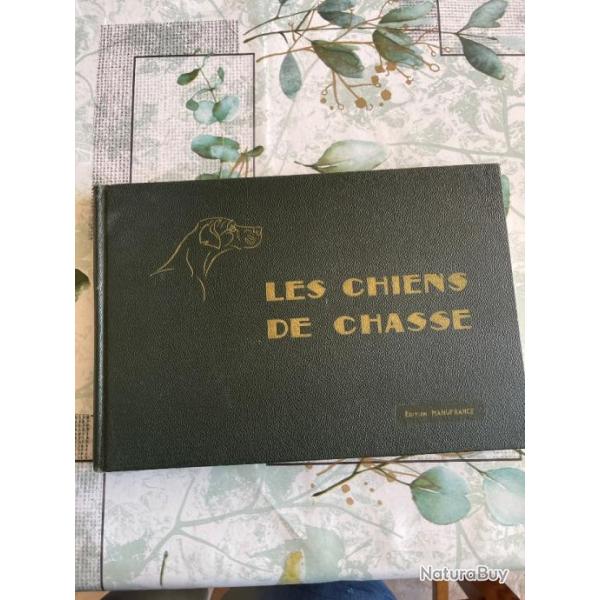 LES CHIENS
DE CHASSE
EDITION MANUFRANCE
NaturaBuy